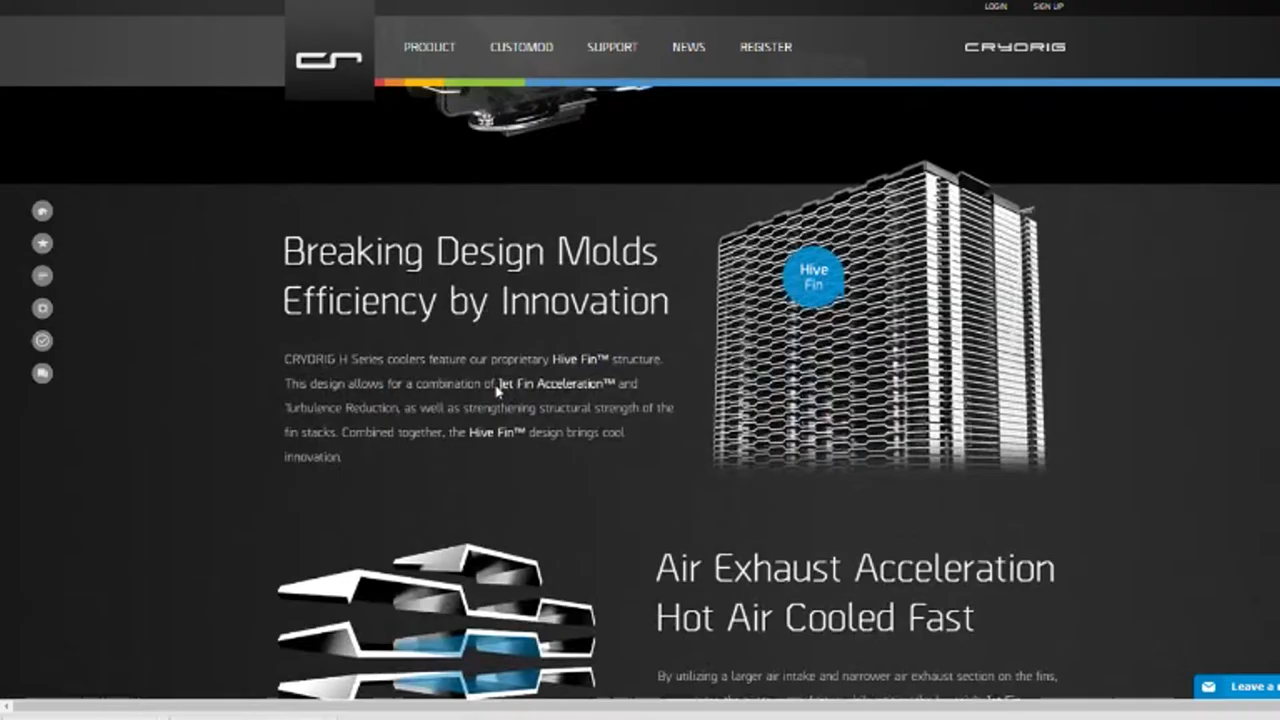 LOGIN SIGN UP
PRODUCT CUSTOMOD SUPPORT NEWS REGISTER CRYORIG
Breaking Design Molds
Efficiency by Innovation
Hive
Fin
CRYORIG H Series coolers feature our proprietary Hive Fin™ structure.
This design allows for a combination of Jet Fin Acceleration™ and
Turbulence Reduction, as well as strengthening structural strength of the
fin stacks. Combined together, the Hive Fin™ design brings cool
innovation.
Air Exhaust Acceleration
Hot Air Cooled Fast
By utilizing a larger air intake and narrower air exhaust section on the fins,
Leave a